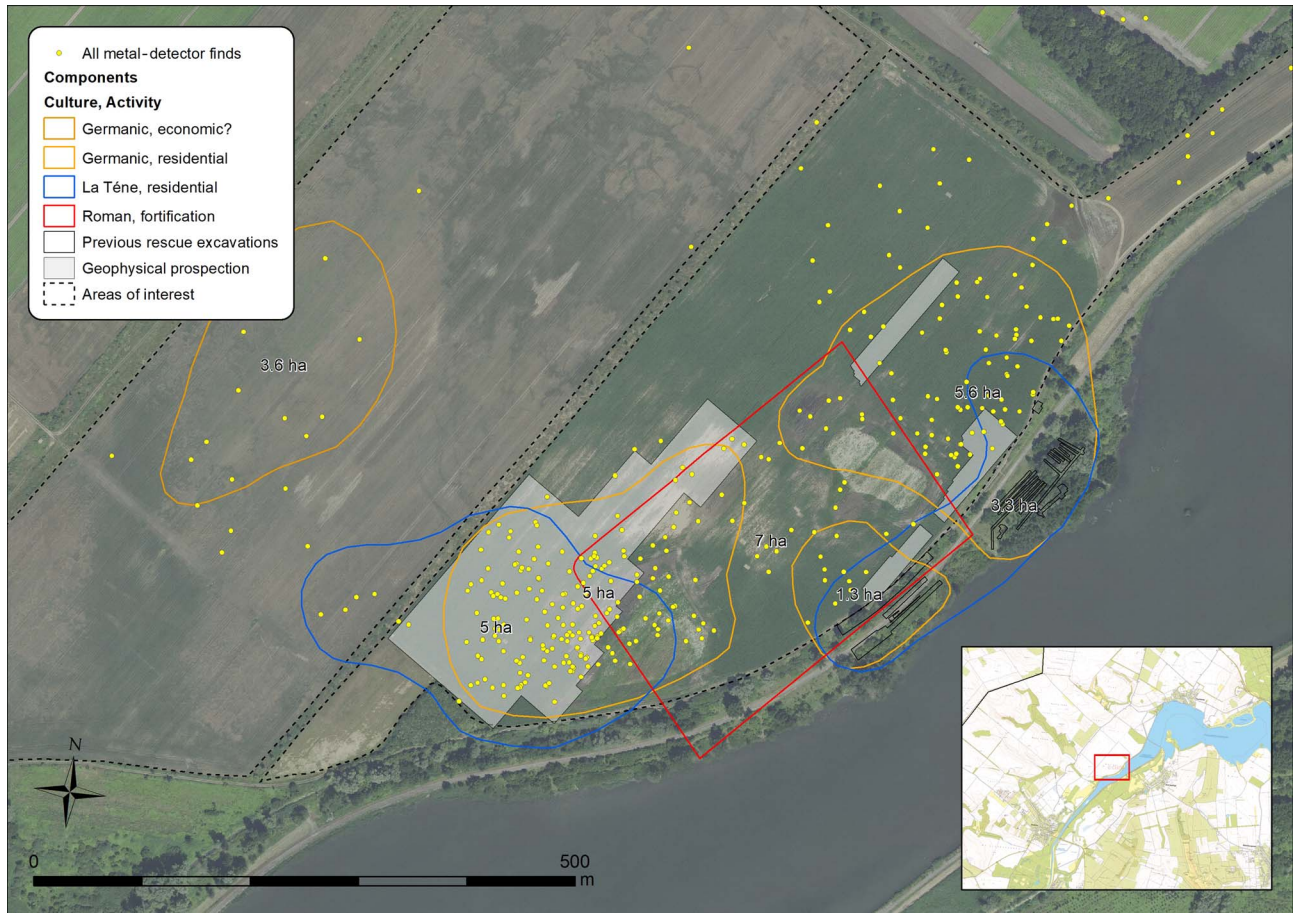 All metal-detector finds
Components
Culture, Activity
Germanic, economic?
Germanic, residential
La Téne, residential
Roman, fortification
Previous rescue excavations
Geophysical prospection
Areas of interest
3.6 ha
5.6 ha
3.3 ha
7 ha
1.3 ha
5 ha
5 ha
N
0
500
m